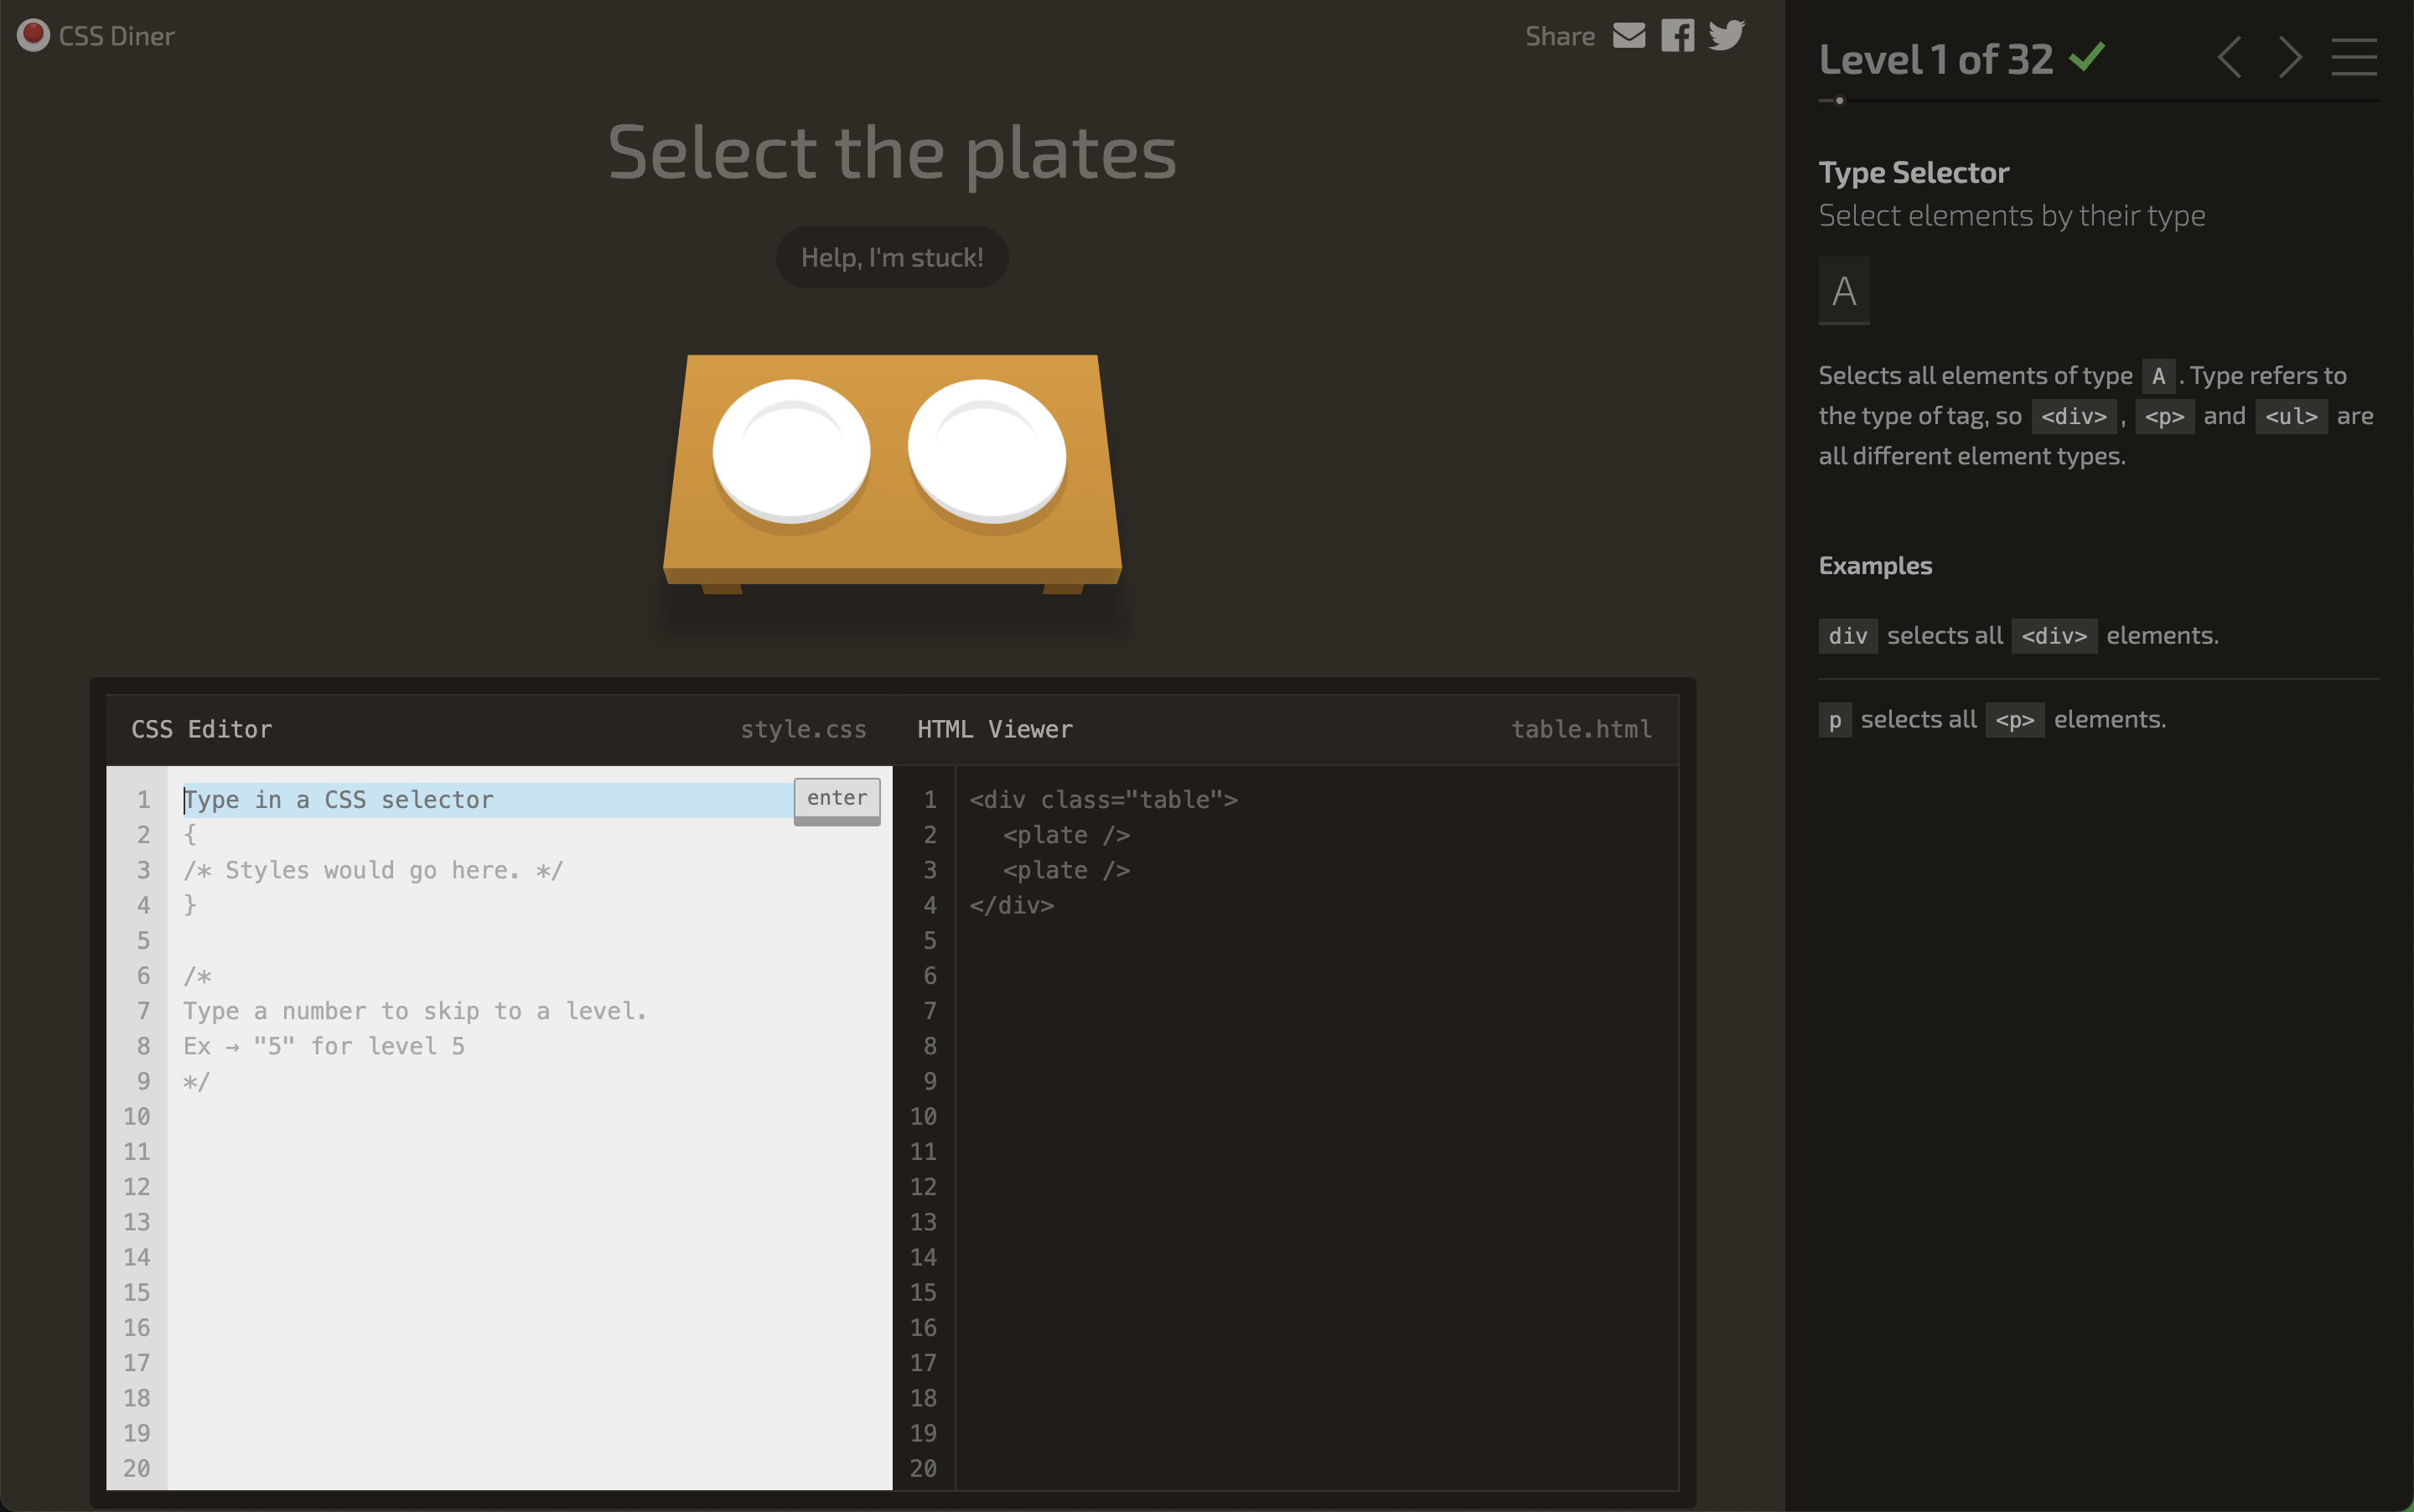 CSS Diner
Share
Select the plates
Help, I'm stuck!
CSS Editor style.css
1 Type in a CSS selector enter
2 {
3 /* Styles would go here. */
4 }
5
6 /*
7 Type a number to skip to a level.
8 Ex → "5" for level 5
9 */
10
11
12
13
14
15
16
17
18
19
20
HTML Viewer table.html
1 <div class="table">
2 <plate />
3 <plate />
4 </div>
5
6
7
8
9
10
11
12
13
14
15
16
17
18
19
20
Level 1 of 32
Type Selector
Select elements by their type
A
Selects all elements of type A . Type refers to
the type of tag, so <div> , <p> and <ul> are
all different element types.
Examples
div selects all <div> elements.
p selects all <p> elements.